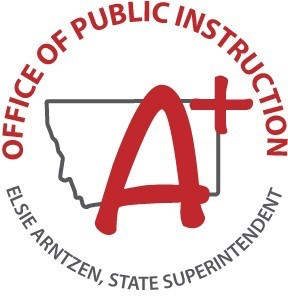 OFFICE OF PUBLIC INSTRUCTION
A+
ELSIE ARNTZEN, STATE SUPERINTENDENT